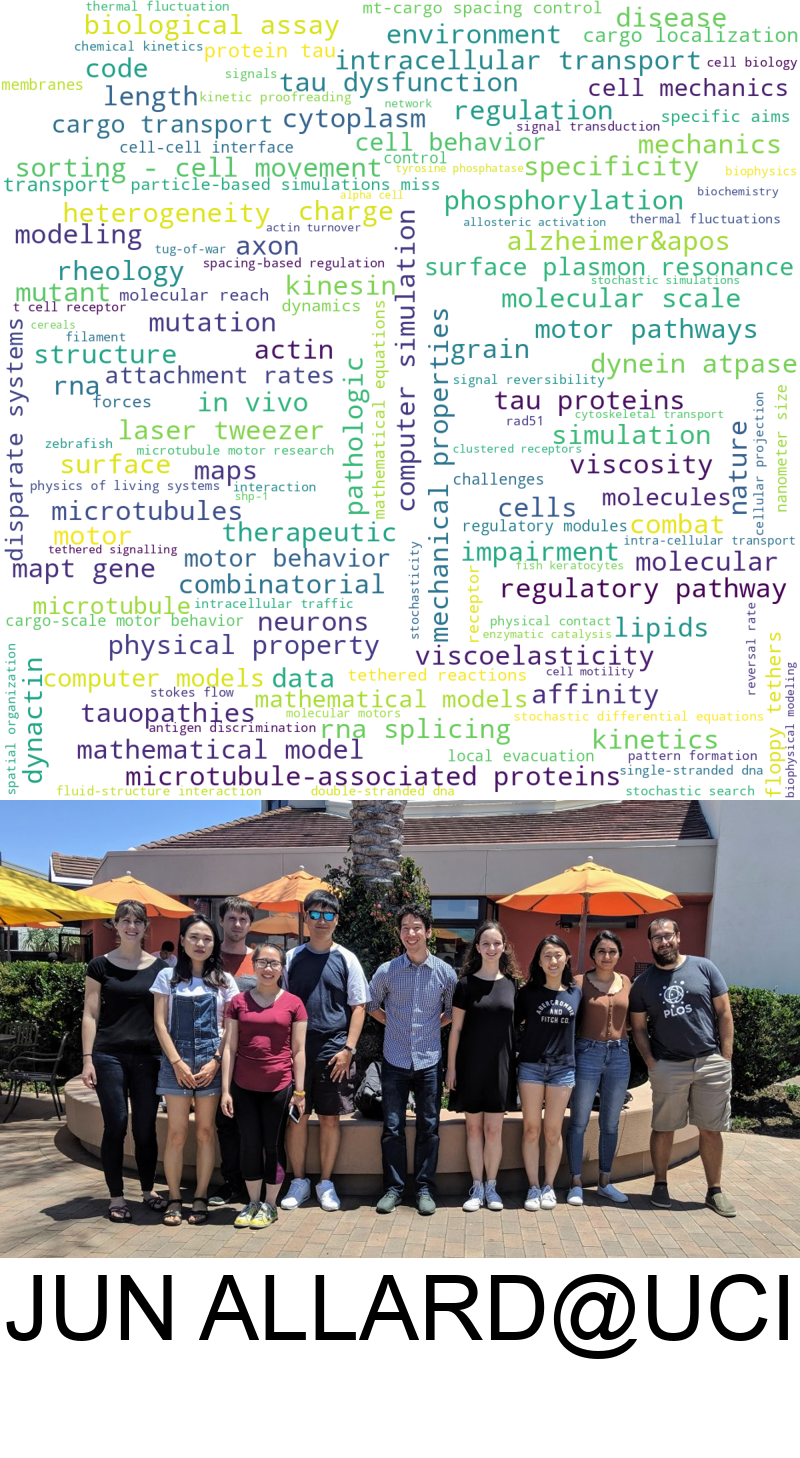 thermal fluctuation
mt-cargo spacing control
biological assay
disease
environment
cargo localization
chemical kinetics
protein tau
intracellular transport
cell biology
code
signals
tau dysfunction
cell mechanics
membranes
length
kinetic proofreading
network
regulation
specific aims
cargo transport
cytoplasm
signal transduction
cell-cell interface
cell behavior
mechanics
sorting - cell movement
control
tyrosine phosphatase
specificity
biophysics
transport
particle-based simulations miss
alpha cell
phosphorylation
biochemistry
heterogeneity
charge
allosteric activation
thermal fluctuations
modeling
actin turnover
tug-of-war
axon
alzheimer&apos
rheology
spacing-based regulation
computer simulation
surface plasmon resonance
mutant
molecular reach
kinesin
stochastic simulations
t cell receptor
dynamics
molecular scale
cereals
mutation
motor pathways
filament
disparate systems
structure
actin
mathematical equations
mechanical properties
grain
dynein atpase
rna
attachment rates
pathologic
signal reversibility
forces
in vivo
tau proteins
cytoskeletal transport
rad51
nanometer size
laser tweezer
simulation
nature
cellular projection
zebrafish
microtubule motor research
clustered receptors
surface
maps
viscosity
physics of living systems
interaction
challenges
shp-1
molecules
microtubules
cells
motor
therapeutic
regulatory modules
combat
tethered signalling
intra-cellular transport
mapt gene
motor behavior
stochasticity
impairment
molecular
fish keratocytes
combinatorial
receptor
regulatory pathway
microtubule
intracellular traffic
cargo-scale motor behavior
neurons
physical contact
lipids
reversal rate
enzymatic catalysis
physical property
floppy tethers
viscoelasticity
spatial organization
dynactin
computer models
data
tethered reactions
cell motility
biophysical modeling
stokes flow
mathematical models
affinity
tauopathies
molecular motors
stochastic differential equations
antigen discrimination
rna splicing
kinetics
mathematical model
local evacuation
pattern formation
microtubule-associated proteins
single-stranded dna
fluid-structure interaction
double-stranded dna
stochastic search
ABERCROMBIE
AND
FITCH CO.
PLOS
JUN ALLARD@UCI